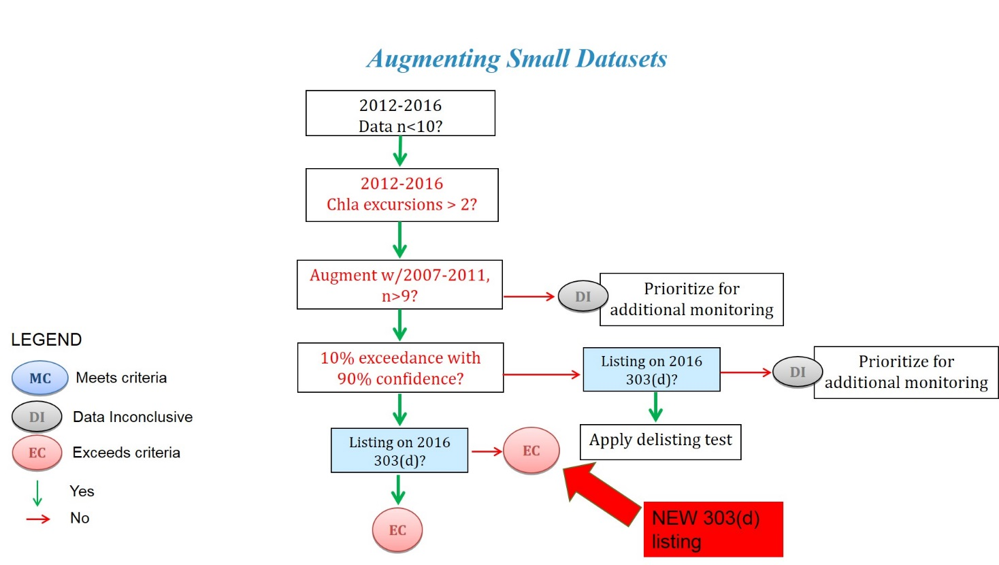 Augmenting Small Datasets
2012-2016
Data n<10?
2012-2016
Chla excursions > 2?
Augment w/2007-2011,
n>9?
DI
Prioritize for
additional monitoring
10% exceedance with
90% confidence?
Listing on 2016
303(d)?
DI
Prioritize for
additional monitoring
Apply delisting test
Listing on 2016
303(d)?
EC
EC
NEW 303(d)
listing
LEGEND
MC Meets criteria
DI Data Inconclusive
EC Exceeds criteria
Yes
No